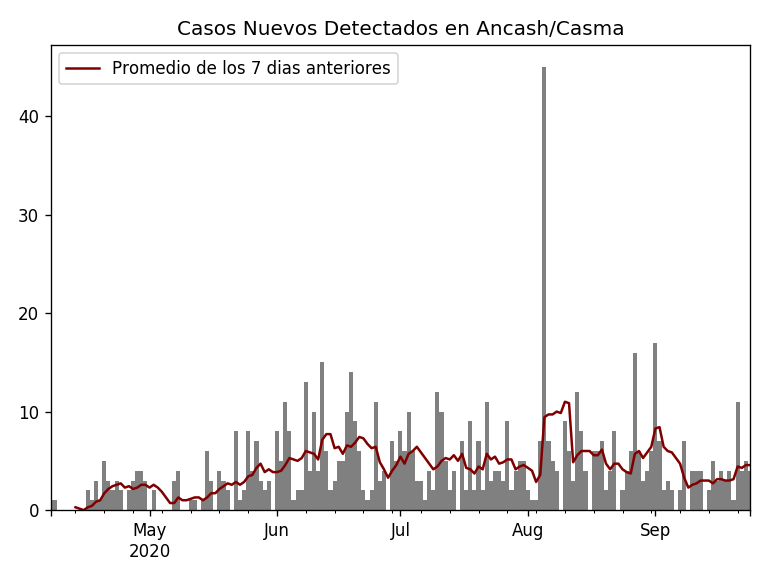 Casos Nuevos Detectados en Ancash/Casma
Promedio de los 7 dias anteriores
40
30
20
10
0
May Jun Jul Aug Sep
2020